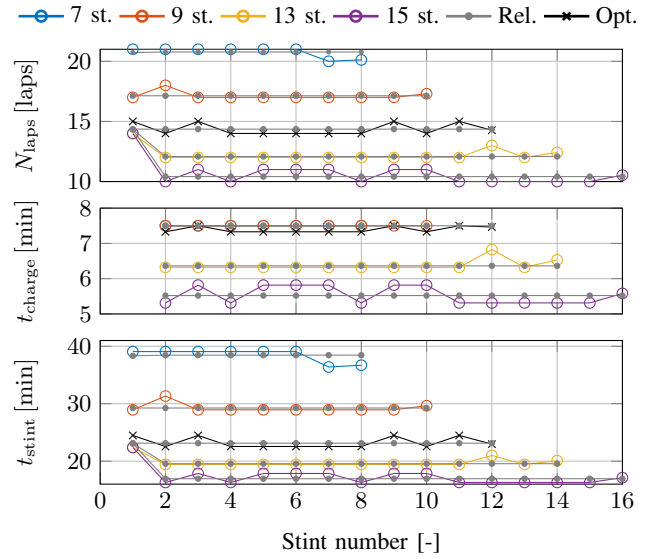 7 st. 9 st. 13 st. 15 st. Rel. Opt.
20
15
10
N_laps [laps]
8
7
6
5
t_charge [min]
40
30
20
t_stint [min]
0 2 4 6 8 10 12 14 16
Stint number [-]